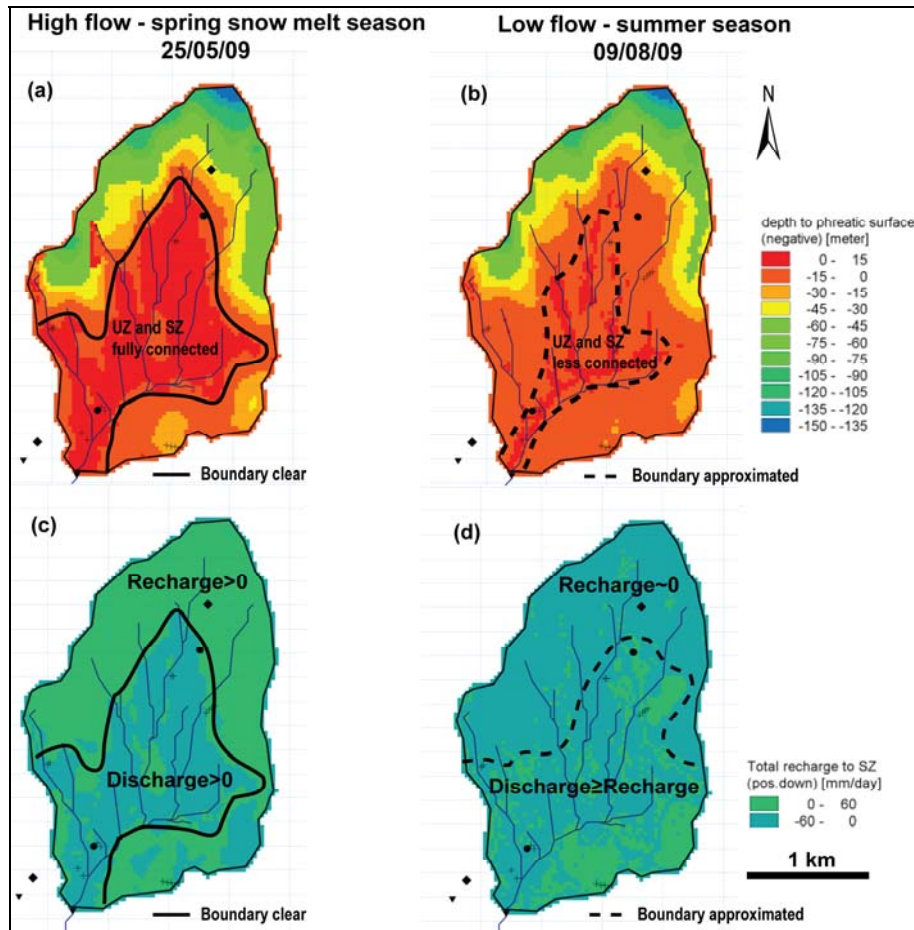 High flow - spring snow melt season
25/05/09
Low flow - summer season
09/08/09
(a)
(b)
N
UZ and SZ
fully connected
UZ and SZ
less connected
Boundary clear
Boundary approximated
depth to phreatic surface
(negative) [meter]
0 - 15
-15 - 0
-30 - -15
-45 - -30
-60 - -45
-75 - -60
-90 - -75
-105 - -90
-120 - -105
-135 - -120
-150 - -135
(c)
(d)
Recharge>0
Discharge>0
Recharge~0
Discharge≥Recharge
Boundary clear
Boundary approximated
Total recharge to SZ
(pos.down) [mm/day]
0 - 60
-60 - 0
1 km